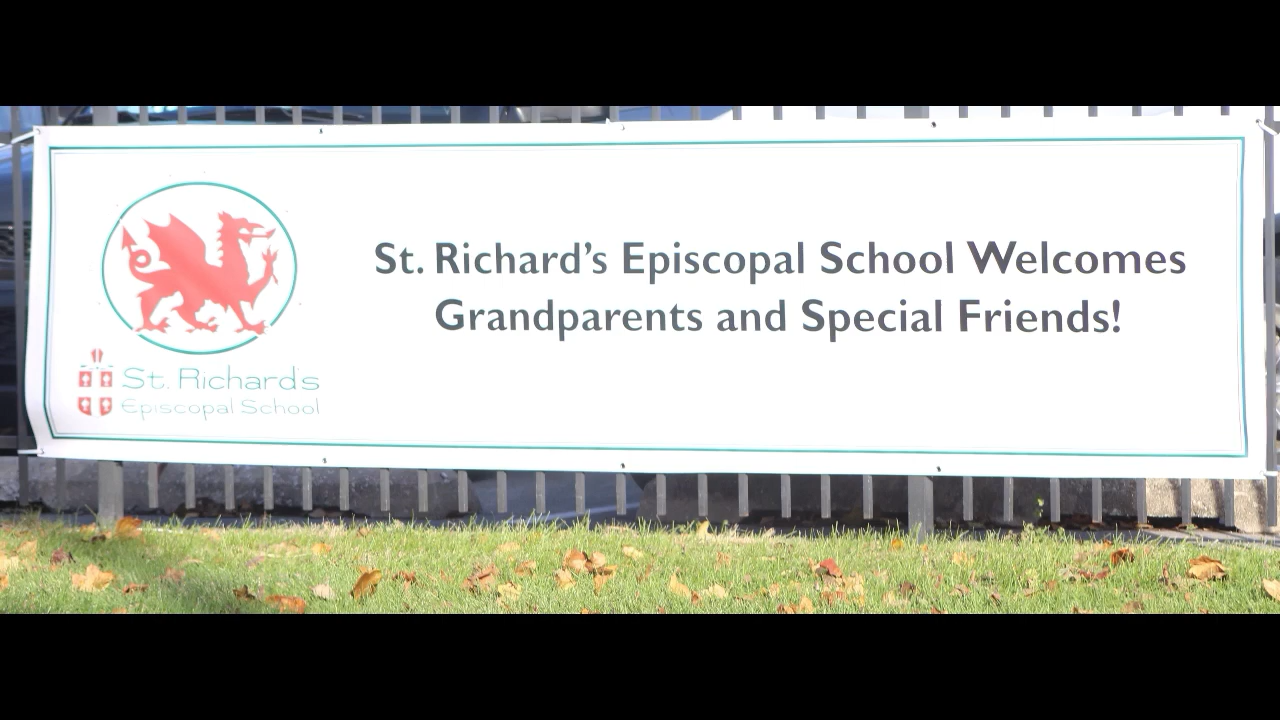 St. Richard's Episcopal School Welcomes
Grandparents and Special Friends!
St. Richard's
Episcopal School